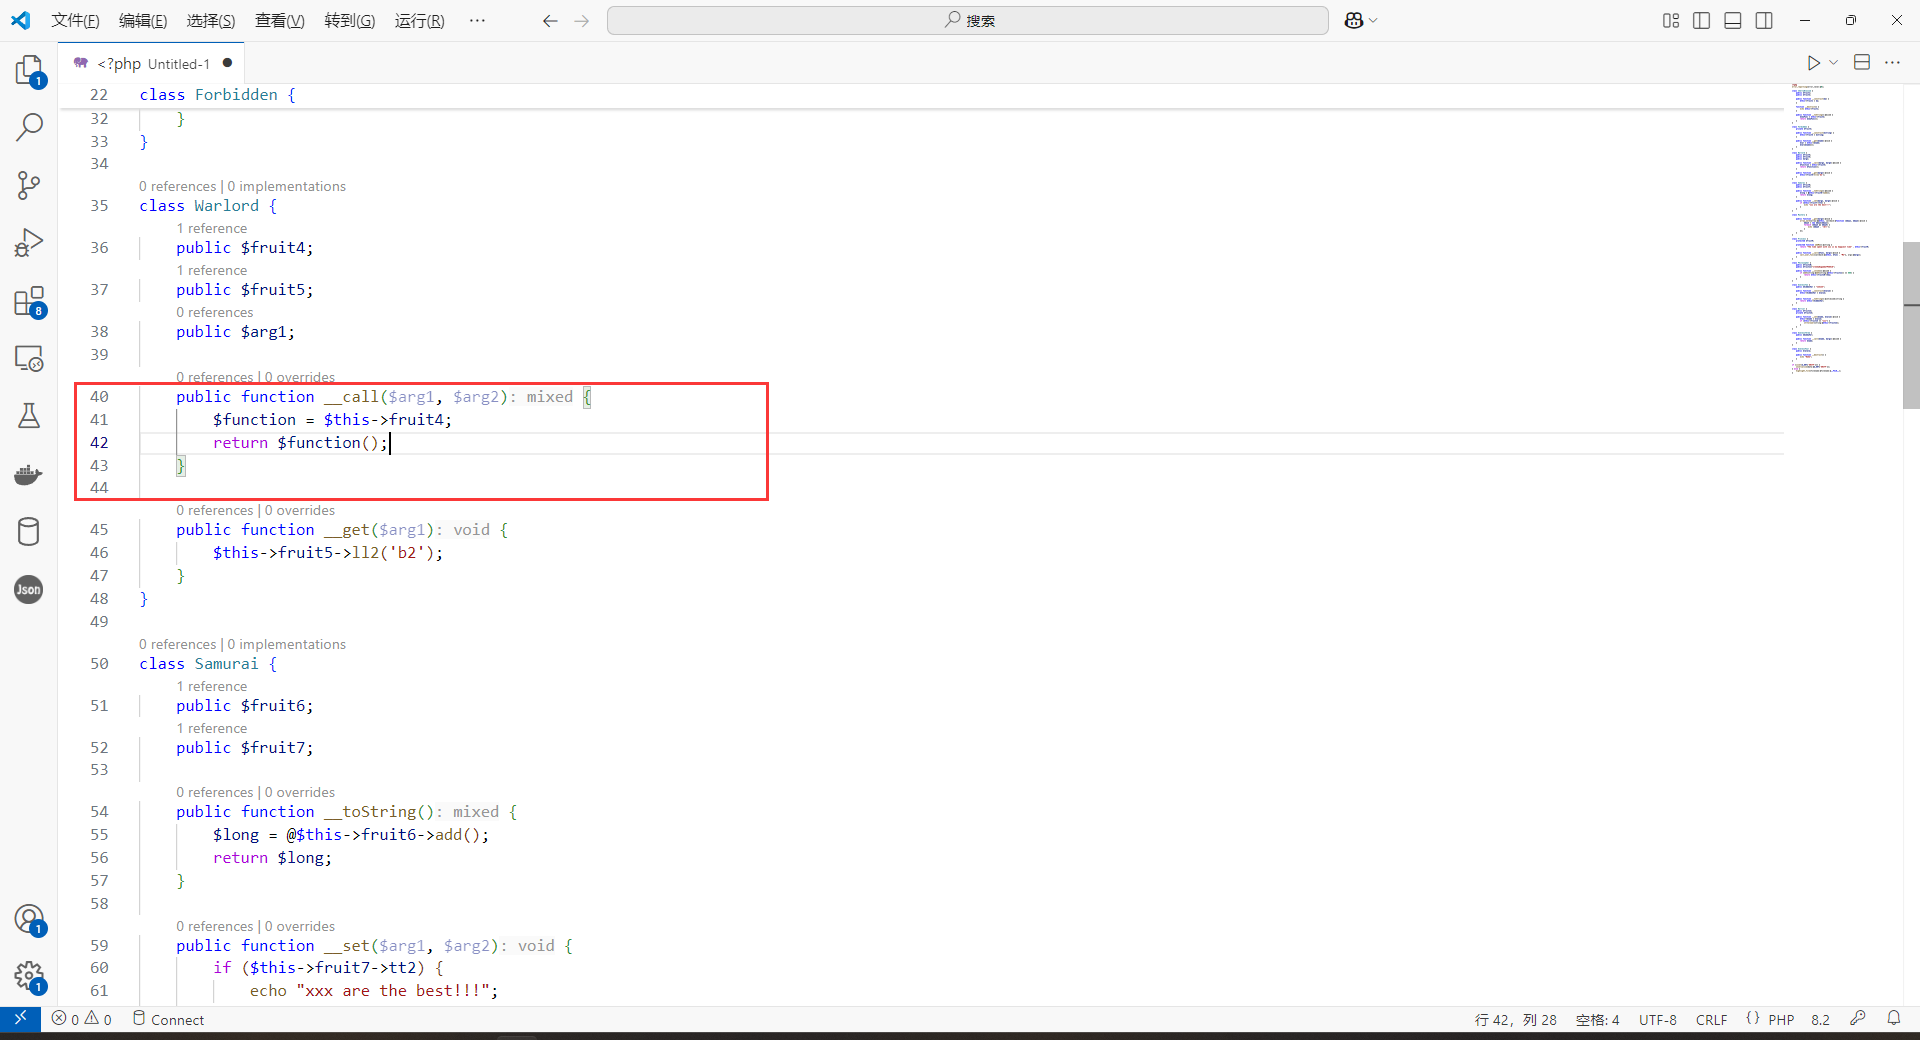 文件(F) 编辑(E) 选择(S) 查看(V) 转到(G) 运行(R) ··· 搜索
<?php Untitled-1
22 class Forbidden {
32 }
33 }
34
0 references | 0 implementations
35 class Warlord {
1 reference
36 public $fruit4;
1 reference
37 public $fruit5;
0 references
38 public $arg1;
39
0 references | 0 overrides
40 public function __call($arg1, $arg2): mixed {
41 $function = $this->fruit4;
42 return $function();
43 }
44
0 references | 0 overrides
45 public function __get($arg1): void {
46 $this->fruit5->ll2('b2');
47 }
48 }
49
0 references | 0 implementations
50 class Samurai {
1 reference
51 public $fruit6;
1 reference
52 public $fruit7;
53
0 references | 0 overrides
54 public function __toString(): mixed {
55 $long = @$this->fruit6->add();
56 return $long;
57 }
58
0 references | 0 overrides
59 public function __set($arg1, $arg2): void {
60 if ($this->fruit7->tt2) {
61 echo "xxx are the best!!!";
1
8
Json
1
1
0 0 Connect 行 42, 列 28 空格: 4 UTF-8 CRLF {} PHP 8.2